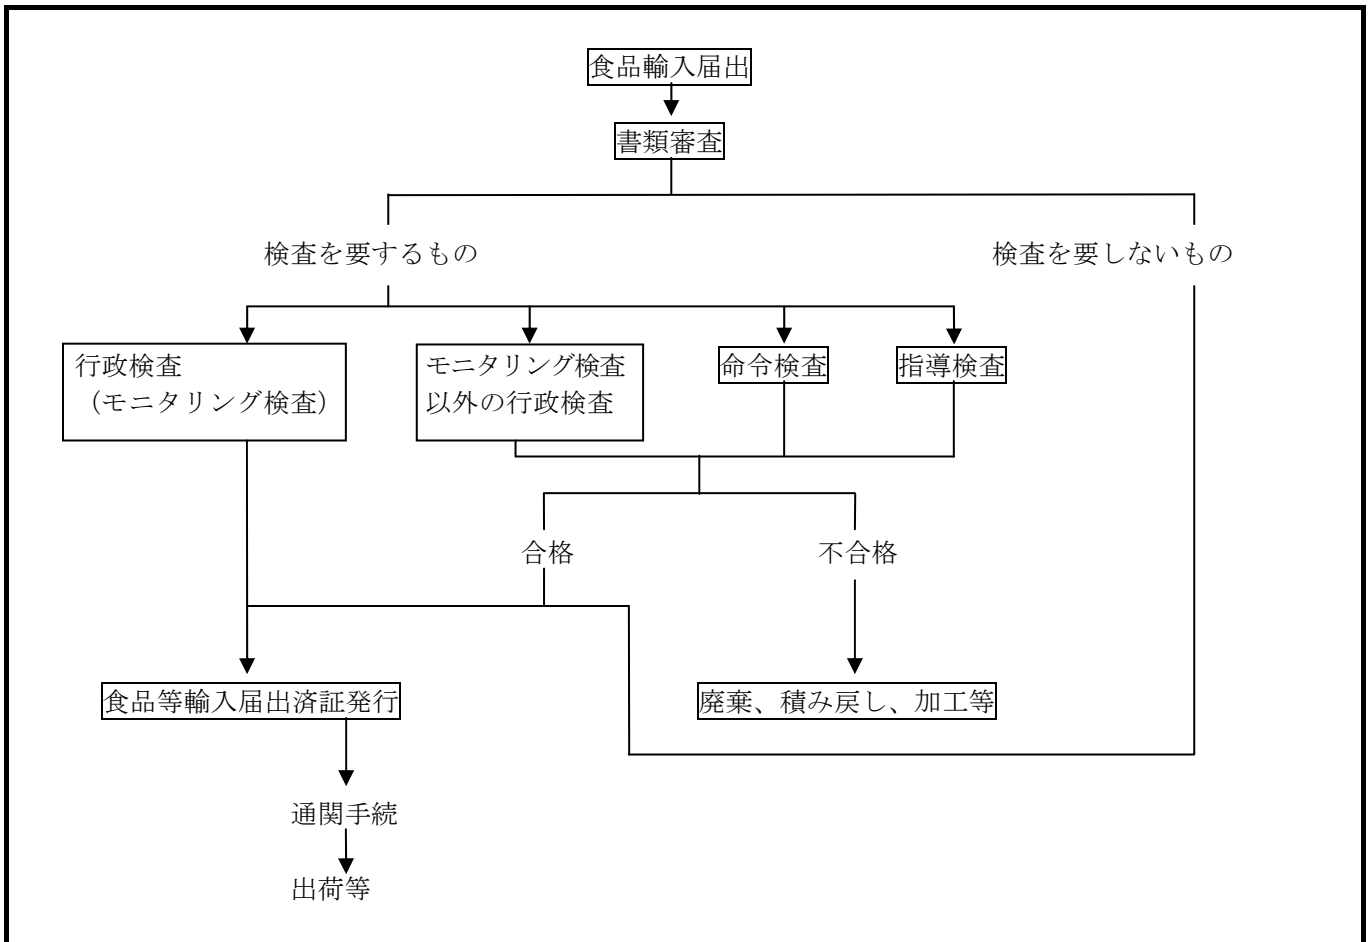 食品輸入届出
書類審査
検査を要するもの
検査を要しないもの
行政検査
（モニタリング検査）
モニタリング検査
以外の行政検査
命令検査
指導検査
合格
不合格
食品等輸入届出済証発行
廃棄、積み戻し、加工等
通関手続
出荷等